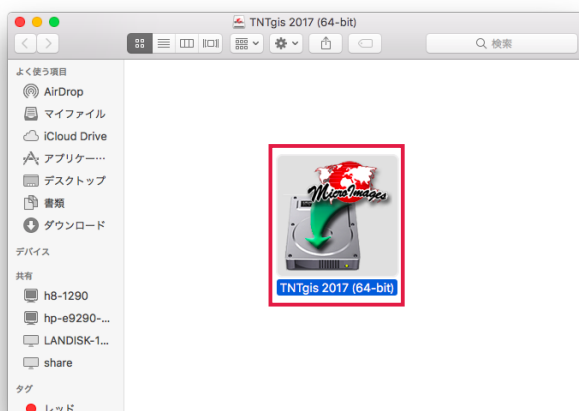 TNTgis 2017 (64-bit)
検索
よく使う項目
AirDrop
マイファイル
iCloud Drive
アプリケー…
デスクトップ
書類
ダウンロード
デバイス
共有
h8-1290
hp-e9290-...
LANDISK-1...
share
タグ
レッド
MicroImages
TNTgis 2017 (64-bit)